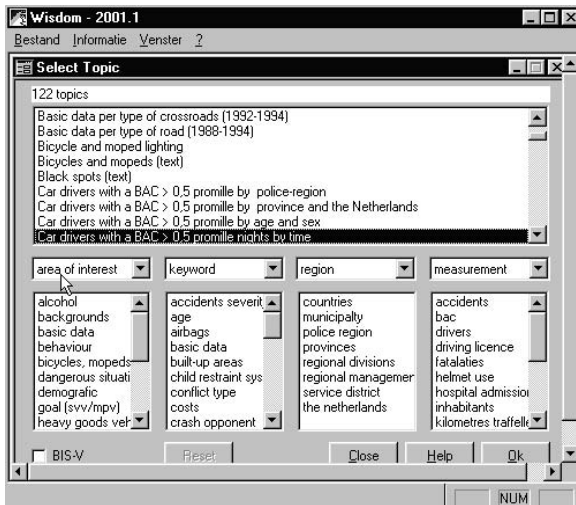 Wisdom - 2001.1
Bestand Informatie Venster ?
Select Topic
122 topics
Basic data per type of crossroads (1992-1994)
Basic data per type of road (1988-1994)
Bicycle and moped lighting
Bicycles and mopeds (text)
Black spots (text)
Car drivers with a BAC > 0,5 promille by police-region
Car drivers with a BAC > 0,5 promille by province and the Netherlands
Car drivers with a BAC > 0,5 promille by age and sex
Car drivers with a BAC > 0,5 promille nights by time
area of interest keyword region measurement
alcohol accidents severit countries accidents
backgrounds age municipality bac
basic data airbags police region drivers
behaviour basic data provinces driving licence
bicycles, mopeds built-up areas regional divisions fatalaties
dangerous situati child restraint sys regional managemer helmet use
demografic conflict type service district hospital admission
goal (svv/mpv) costs the netherlands inhabitants
heavy goods veh crash opponent kilometres traffelle
BIS-V Reset Close Help Ok
NUM